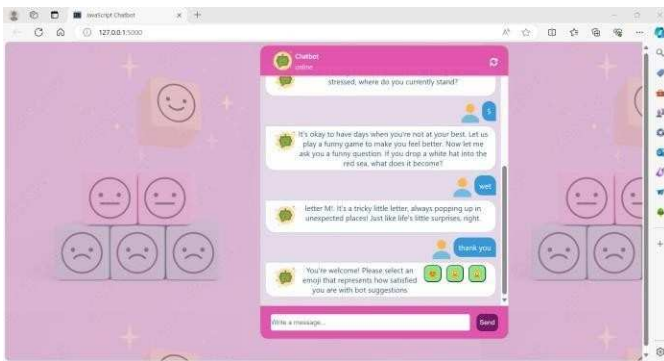 JavaScript Chatbot
127.0.0.1:5000
Chatbot
online
stressed, where do you currently stand?
5
It's okay to have days when you're not at your best. Let us
play a funny game to make you feel better. Now let me
ask you a funny question. If you drop a white hat into the
red sea, what does it become?
wet
letter M!. It's a tricky little letter, always popping up in
unexpected places! Just like life's little surprises, right.
thank you
You're welcome! Please select an
emoji that represents how satisfied
you are with bot suggestions
Write a message...
Send